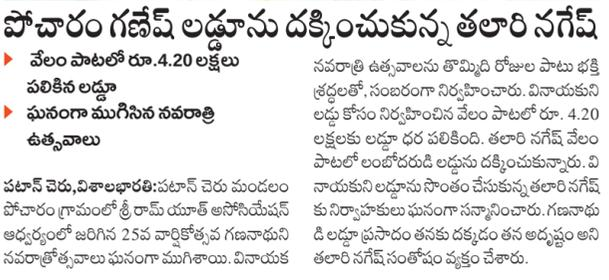 పోచారం గణేష్ లడ్డూను దక్కించుకున్న తలారి నగేష్
వేలం పాటలో రూ.4.20 లక్షలు
పలికిన లడ్డూ
ఘనంగా ముగిసిన నవరాత్రి
ఉత్సవాలు
పటాన్ చెరు,విశాలభారతి:పటాన్ చెరు మండలం
పోచారం గ్రామంలో శ్రీ రామ్ యూత్ అసోసియేషన్
ఆధ్వర్యంలో జరిగిన 25వ వార్షికోత్సవ గణనాథుని
నవరాత్రోత్సవాలు ఘనంగా ముగిశాయి. వినాయక
నవరాత్రి ఉత్సవాలను తొమ్మిది రోజుల పాటు భక్తి
శ్రద్ధలతో, సంబరంగా నిర్వహించారు. వినాయకుని
లడ్డు కోసం నిర్వహించిన వేలం పాటలో రూ. 4.20
లక్షలకు లడ్డూ ధర పలికింది. తలారి నగేష్ వేలం
పాటలో లంబోదరుడి లడ్డును దక్కించుకున్నారు. వి
నాయకుని లడ్డూను సొంతం చేసుకున్న తలారి నగేష్
కు నిర్వాహకులు ఘనంగా సన్మానించారు. గణనాథు
డి లడ్డూ ప్రసాదం తనకు దక్కడం తన అదృష్టం అని
తలారి నగేష్ సంతోషం వ్యక్తం చేశారు.